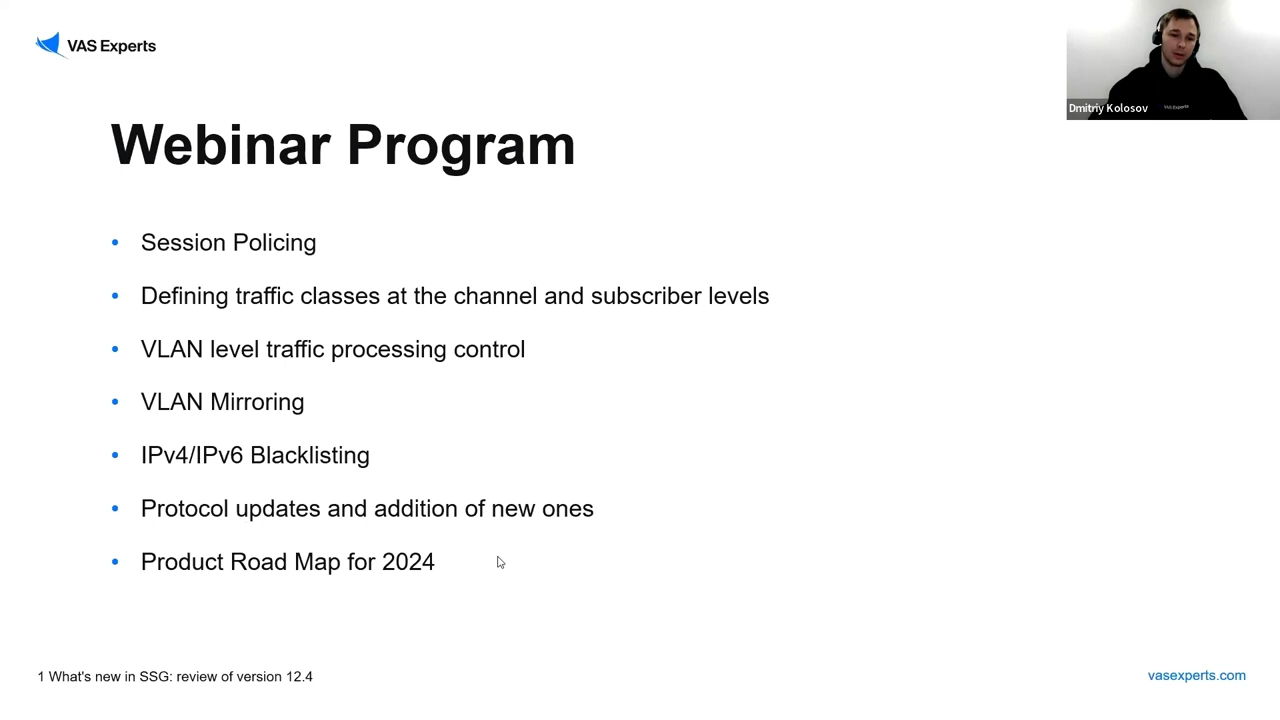 VAS Experts
Dmitriy Kolosov
VAS Experts
Webinar Program
• Session Policing
• Defining traffic classes at the channel and subscriber levels
• VLAN level traffic processing control
• VLAN Mirroring
• IPv4/IPv6 Blacklisting
• Protocol updates and addition of new ones
• Product Road Map for 2024
1 What's new in SSG: review of version 12.4
vasexperts.com